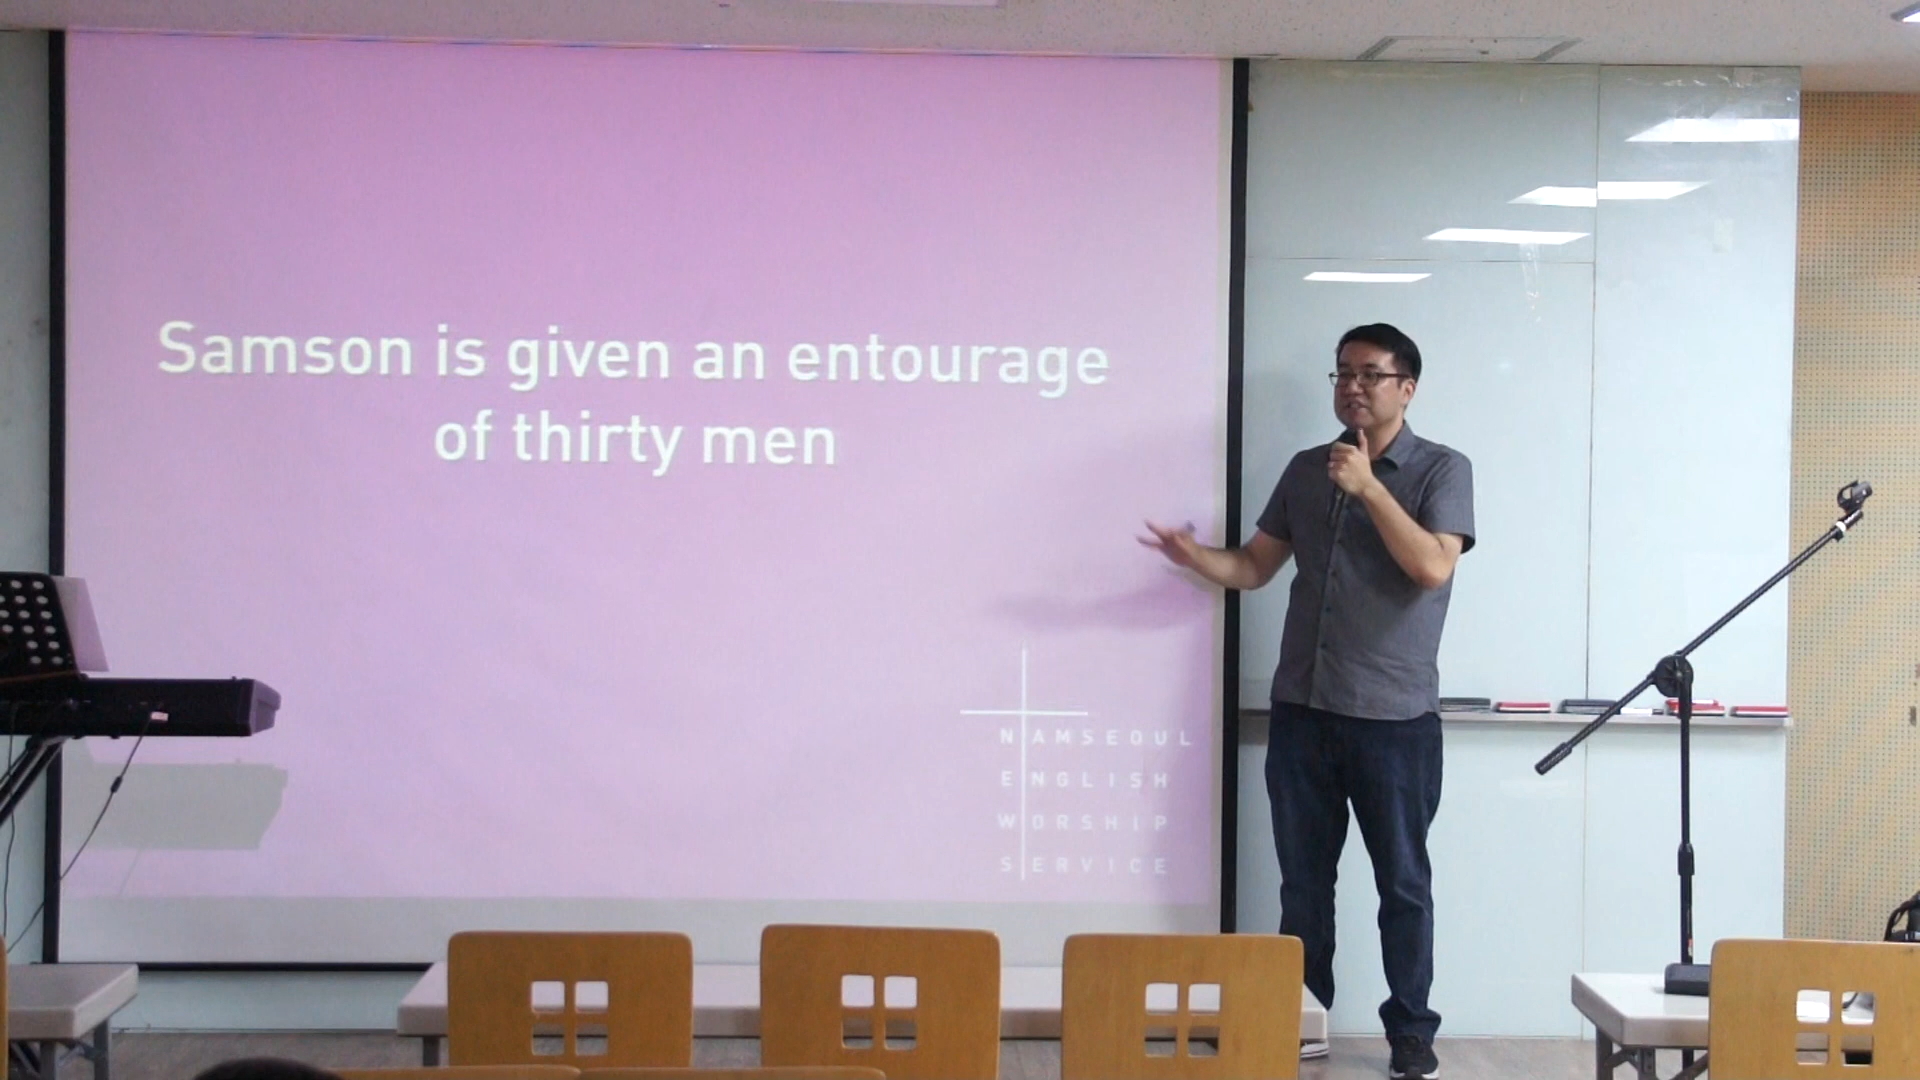 Samson is given an entourage
of thirty men
NAMSEOUL
ENGLISH
WORSHIP
SERVICE